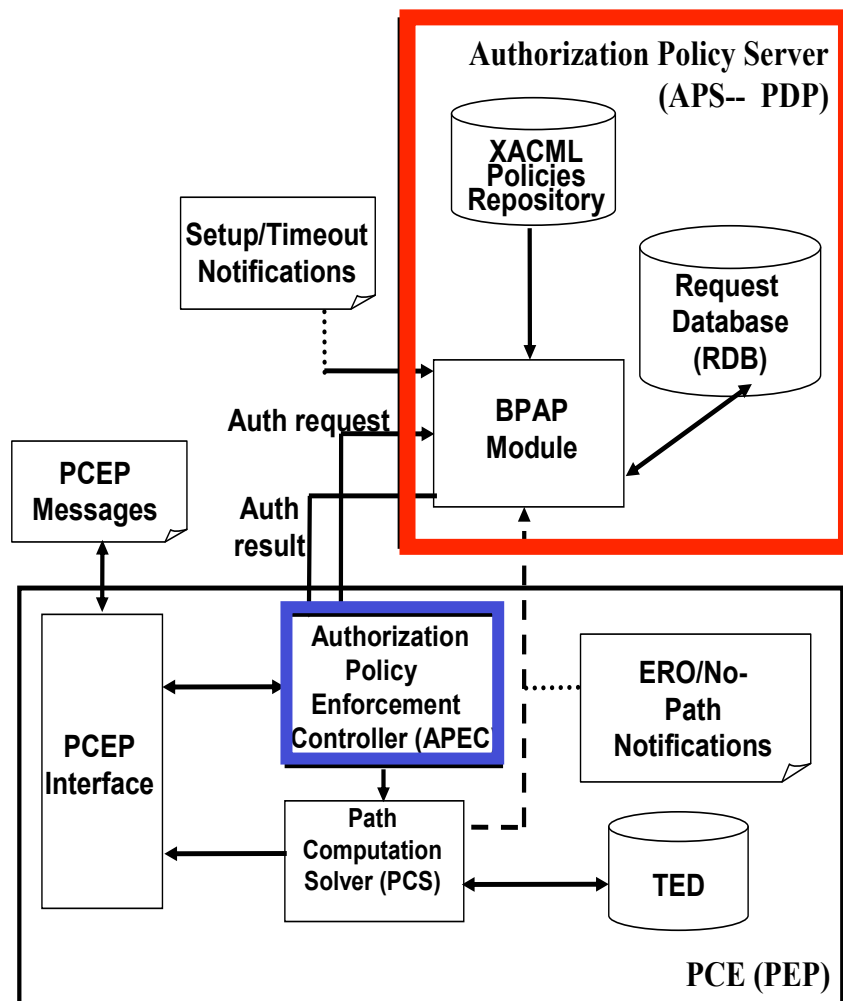 Authorization Policy Server
(APS-- PDP)
XACML
Policies
Repository
Setup/Timeout
Notifications
Request
Database
(RDB)
BPAP
Module
Auth request
PCEP
Messages
Auth
result
Authorization
Policy
Enforcement
Controller (APEC)
ERO/No-
Path
Notifications
PCEP
Interface
Path
Computation
Solver (PCS)
TED
PCE (PEP)